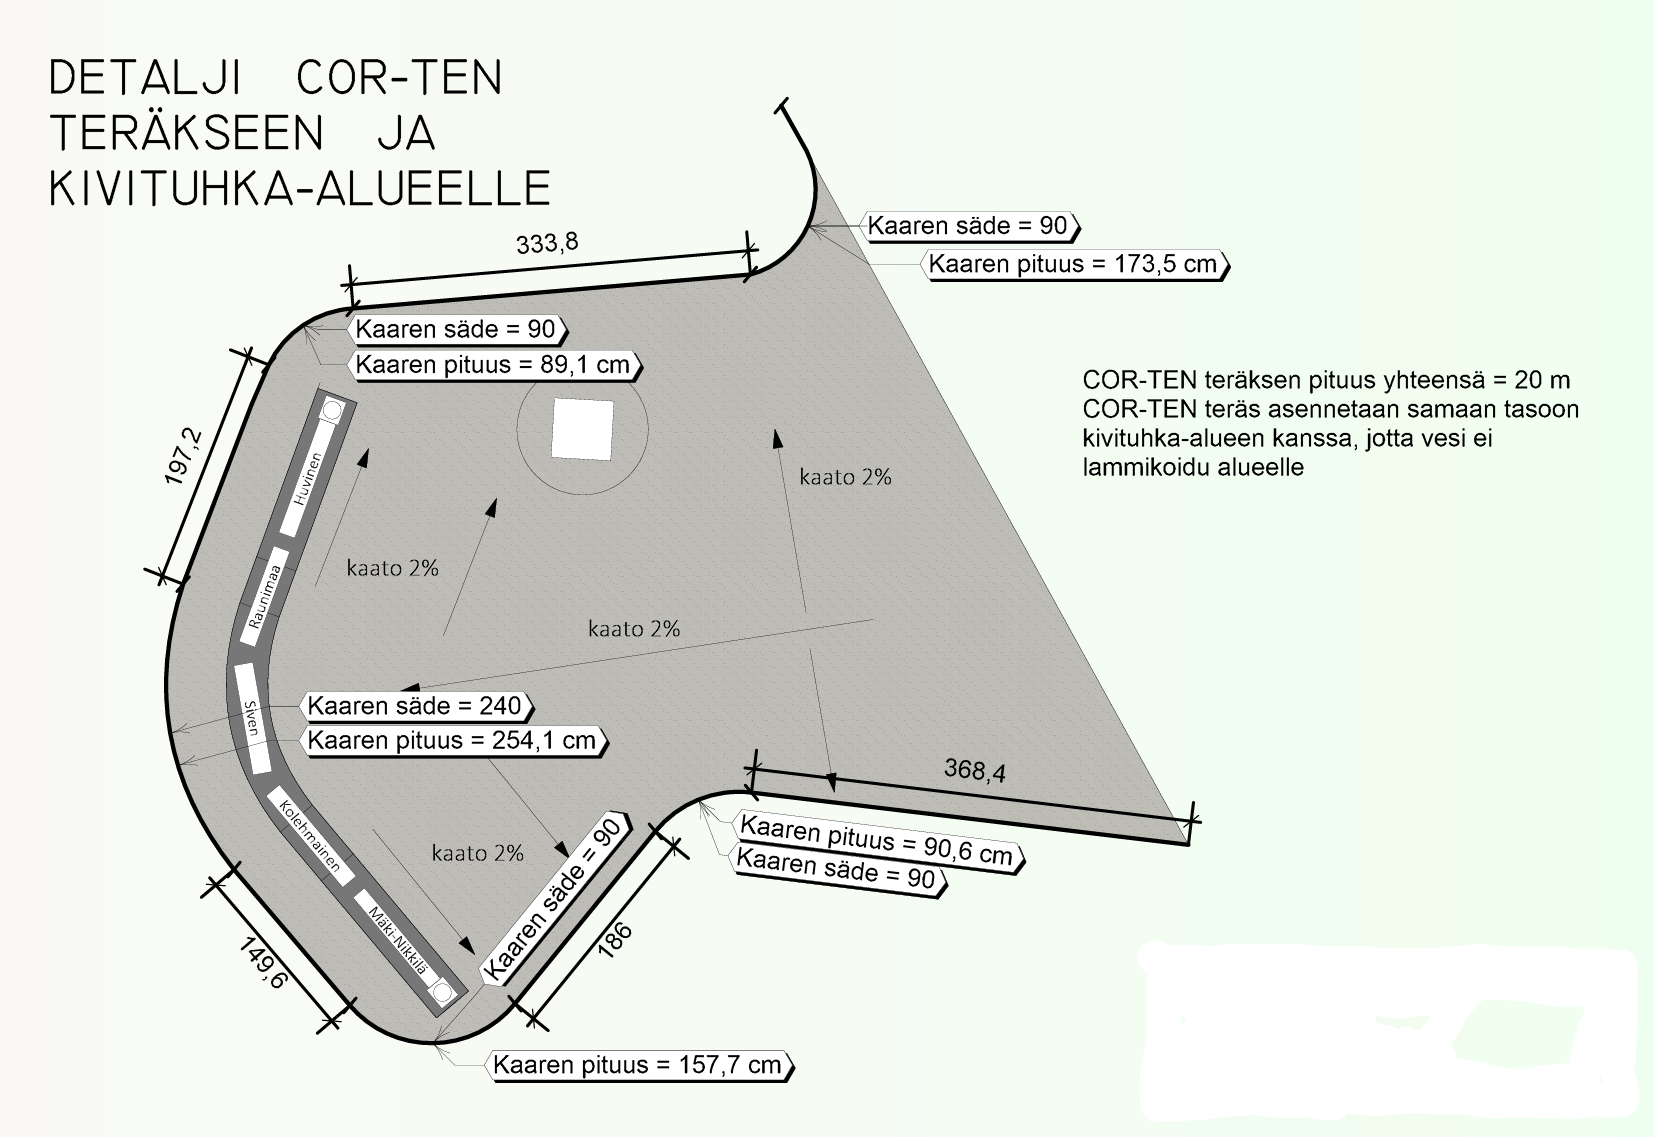 DETALJI COR-TEN
TERÄKSEEN JA
KIVITUHKA-ALUEELLE
333,8
Kaaren säde = 90
Kaaren pituus = 173,5 cm
Kaaren säde = 90
Kaaren pituus = 89,1 cm
COR-TEN teräksen pituus yhteensä = 20 m
COR-TEN teräs asennetaan samaan tasoon
kivituhka-alueen kanssa, jotta vesi ei
lammikoidu alueelle
197,2
Huvinen
kaato 2%
kaato 2%
Raunimaa
kaato 2%
Siven
Kaaren säde = 240
Kaaren pituus = 254,1 cm
368,4
Kolehmainen
kaato 2%
Kaaren säde = 90
Kaaren pituus = 90,6 cm
Kaaren säde = 90
Mäki-Nikkilä
149,6
186
Kaaren pituus = 157,7 cm